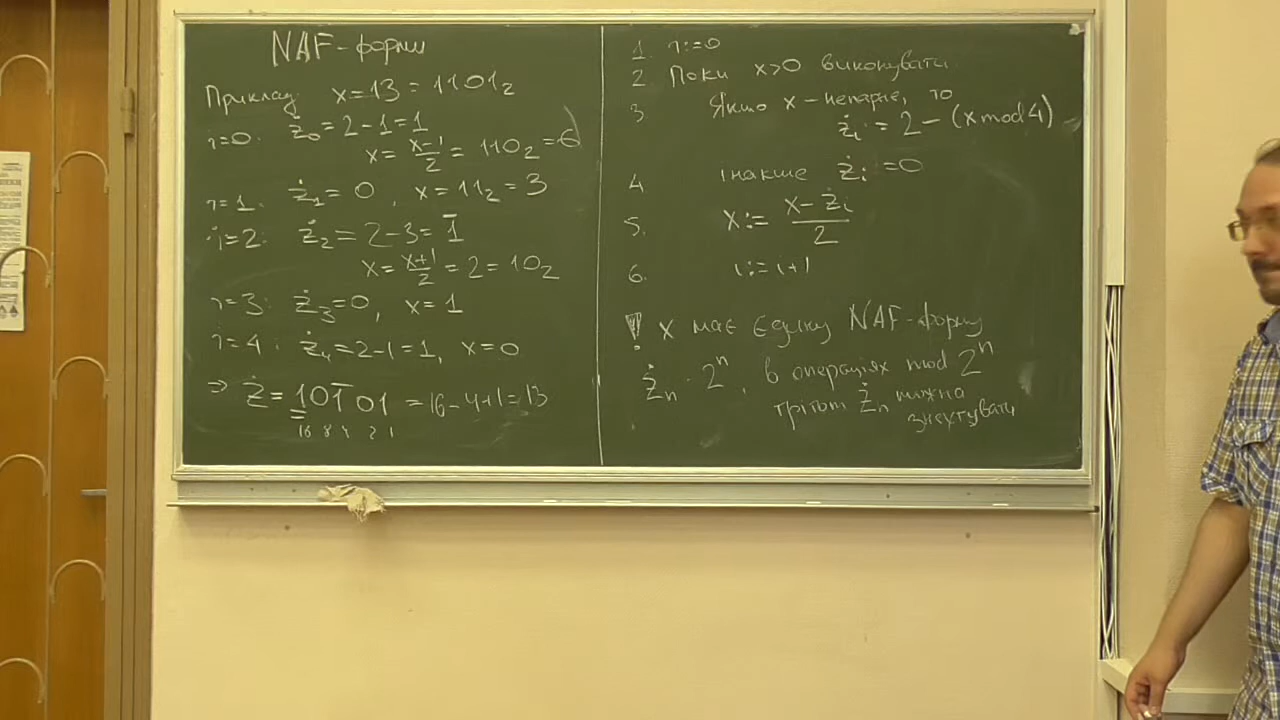 NAF-форми
Приклад x=13=1101₂
i=0: ż₀=2-1=1
x=(x-1)/2=110₂=6
i=1: ż₁=0, x=11₂=3
i=2: ż₂=2-3=1̄
x=(x+1)/2=2=10₂
i=3: ż₃=0, x=1
i=4: ż₄=2-1=1, x=0
⇒ ż=101̄01=16-4+1=13
16 8 4 2 1
1. i:=0
2. Поки x>0 виконувати
3. Якщо x-непарне, то
żᵢ:=2-(x mod 4)
4 інакше żᵢ:=0
5. x:=(x-żᵢ)/2
6. i:=i+1
! x має єдину NAF-форму
żₙ·2ⁿ, в операціях mod 2ⁿ
żₙ можна
знехтувати